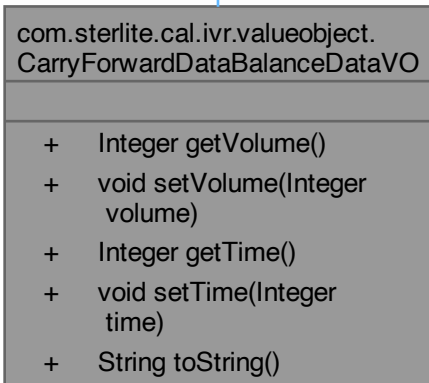 com.sterlite.cal.ivr.valueobject.
CarryForwardDataBalanceDataVO
+ Integer getVolume()
+ void setVolume(Integer
volume)
+ Integer getTime()
+ void setTime(Integer
time)
+ String toString()